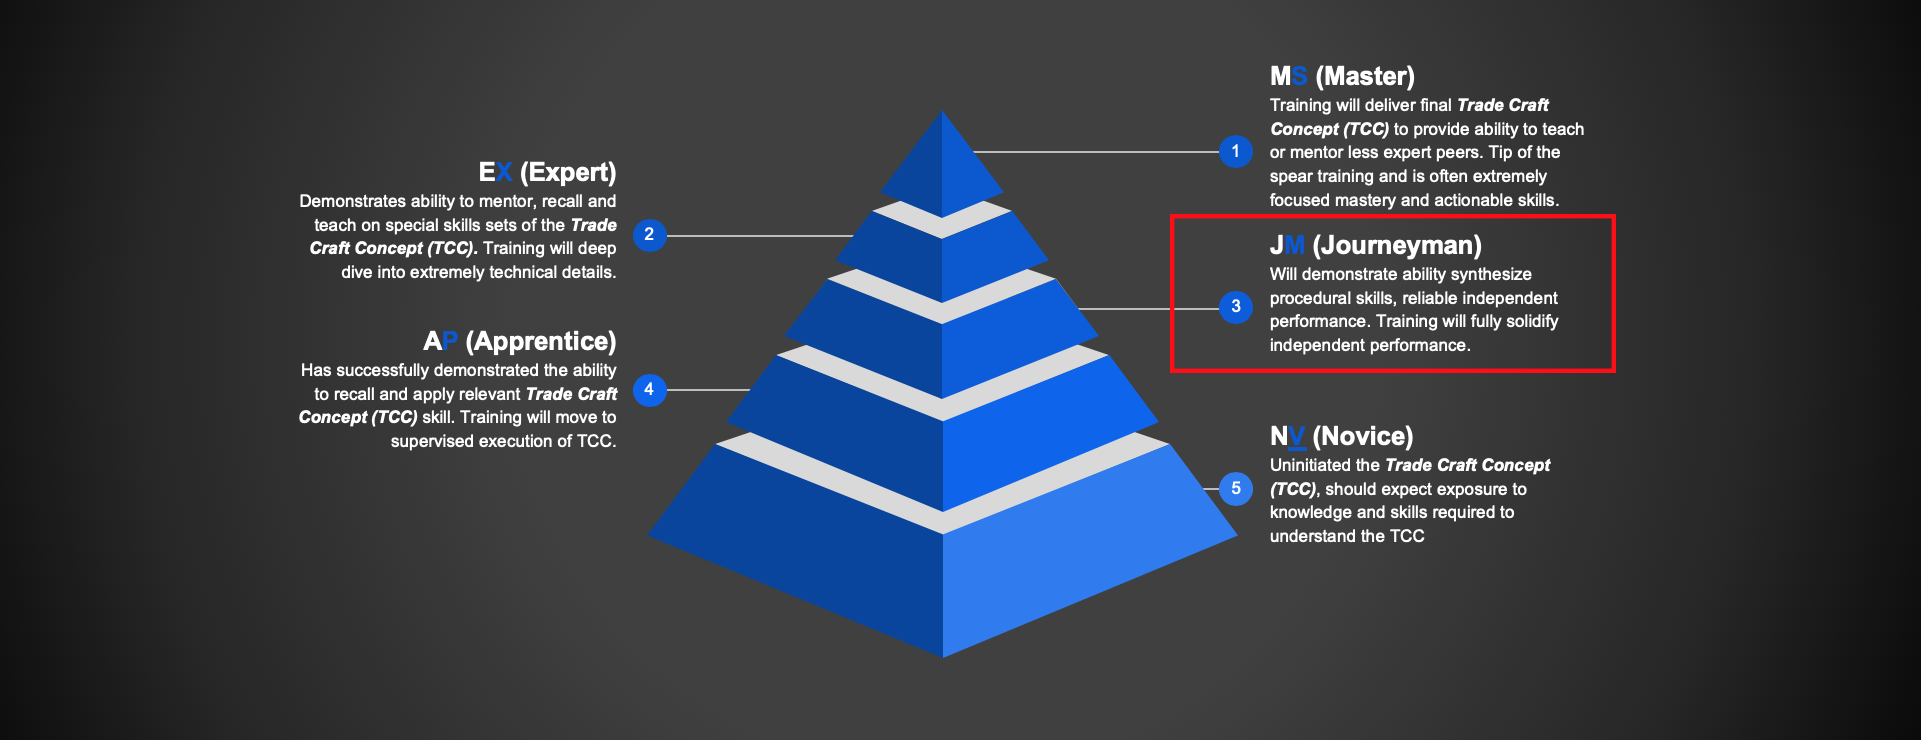 MS (Master)
Training will deliver final Trade Craft
Concept (TCC) to provide ability to teach
or mentor less expert peers. Tip of the
spear training and is often extremely
focused mastery and actionable skills.
1
EX (Expert)
Demonstrates ability to mentor, recall and
teach on special skills sets of the Trade
Craft Concept (TCC). Training will deep
dive into extremely technical details.
2
JM (Journeyman)
Will demonstrate ability synthesize
procedural skills, reliable independent
performance. Training will fully solidify
independent performance.
3
AP (Apprentice)
Has successfully demonstrated the ability
to recall and apply relevant Trade Craft
Concept (TCC) skill. Training will move to
supervised execution of TCC.
4
NV (Novice)
Uninitiated the Trade Craft Concept
(TCC), should expect exposure to
knowledge and skills required to
understand the TCC
5